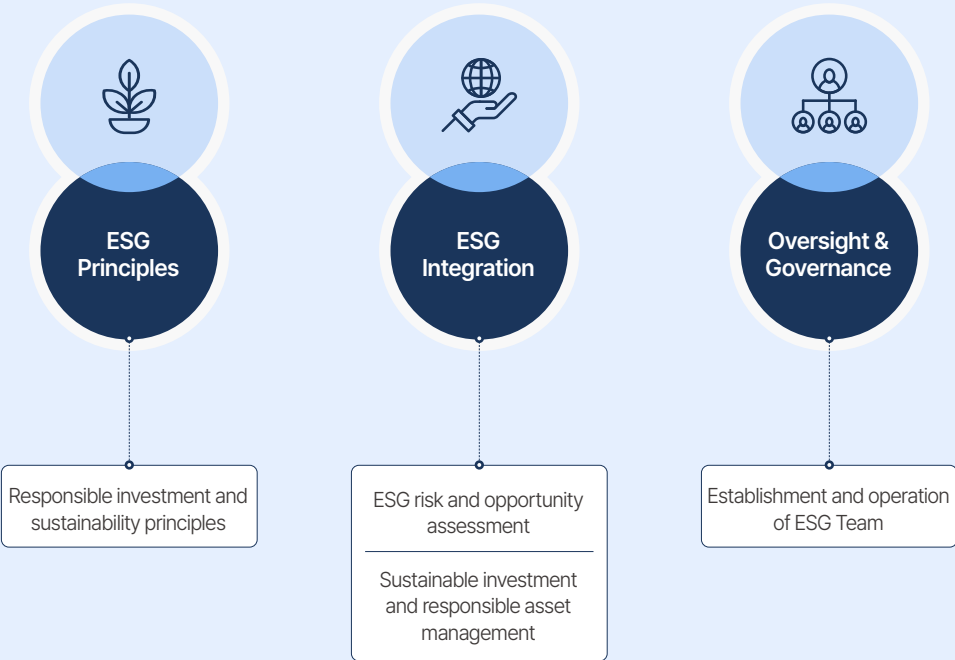 ESG
Principles
ESG
Integration
Oversight &
Governance
Responsible investment and
sustainability principles
ESG risk and opportunity
assessment
Sustainable investment
and responsible asset
management
Establishment and operation
of ESG Team